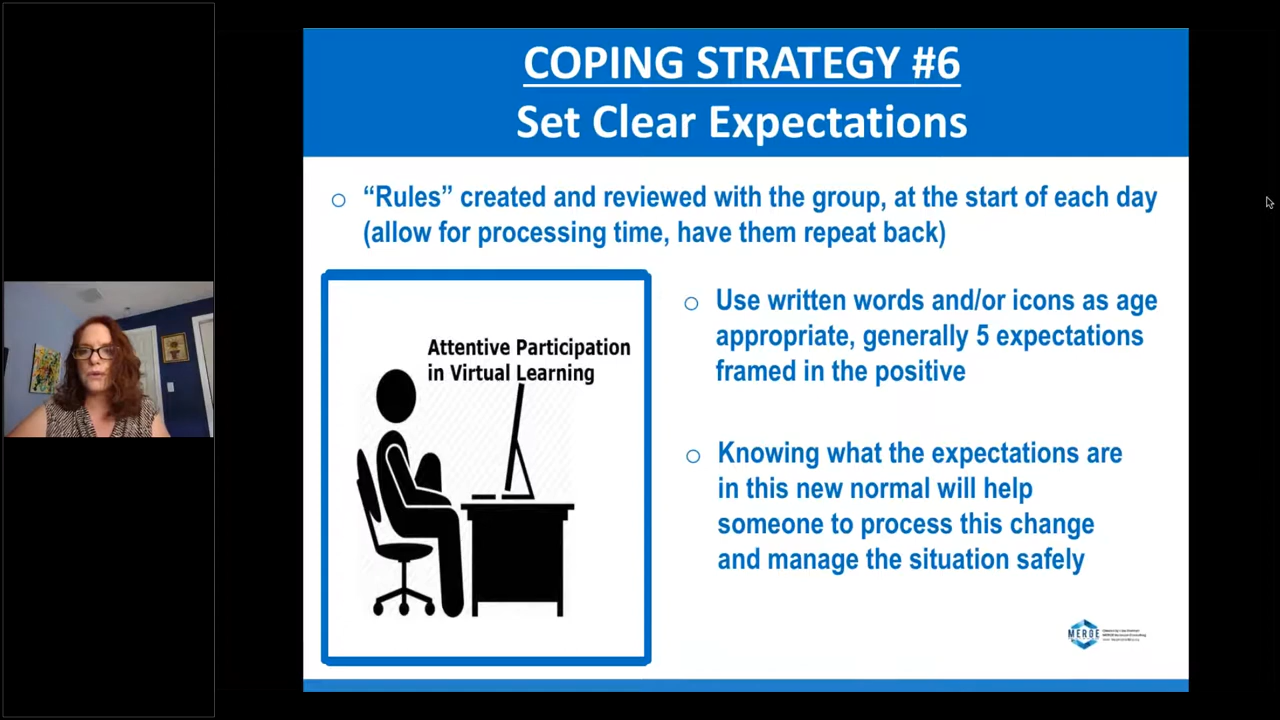 COPING STRATEGY #6
Set Clear Expectations
“Rules” created and reviewed with the group, at the start of each day
(allow for processing time, have them repeat back)
Attentive Participation
in Virtual Learning
Use written words and/or icons as age
appropriate, generally 5 expectations
framed in the positive
Knowing what the expectations are
in this new normal will help
someone to process this change
and manage the situation safely
MERGE